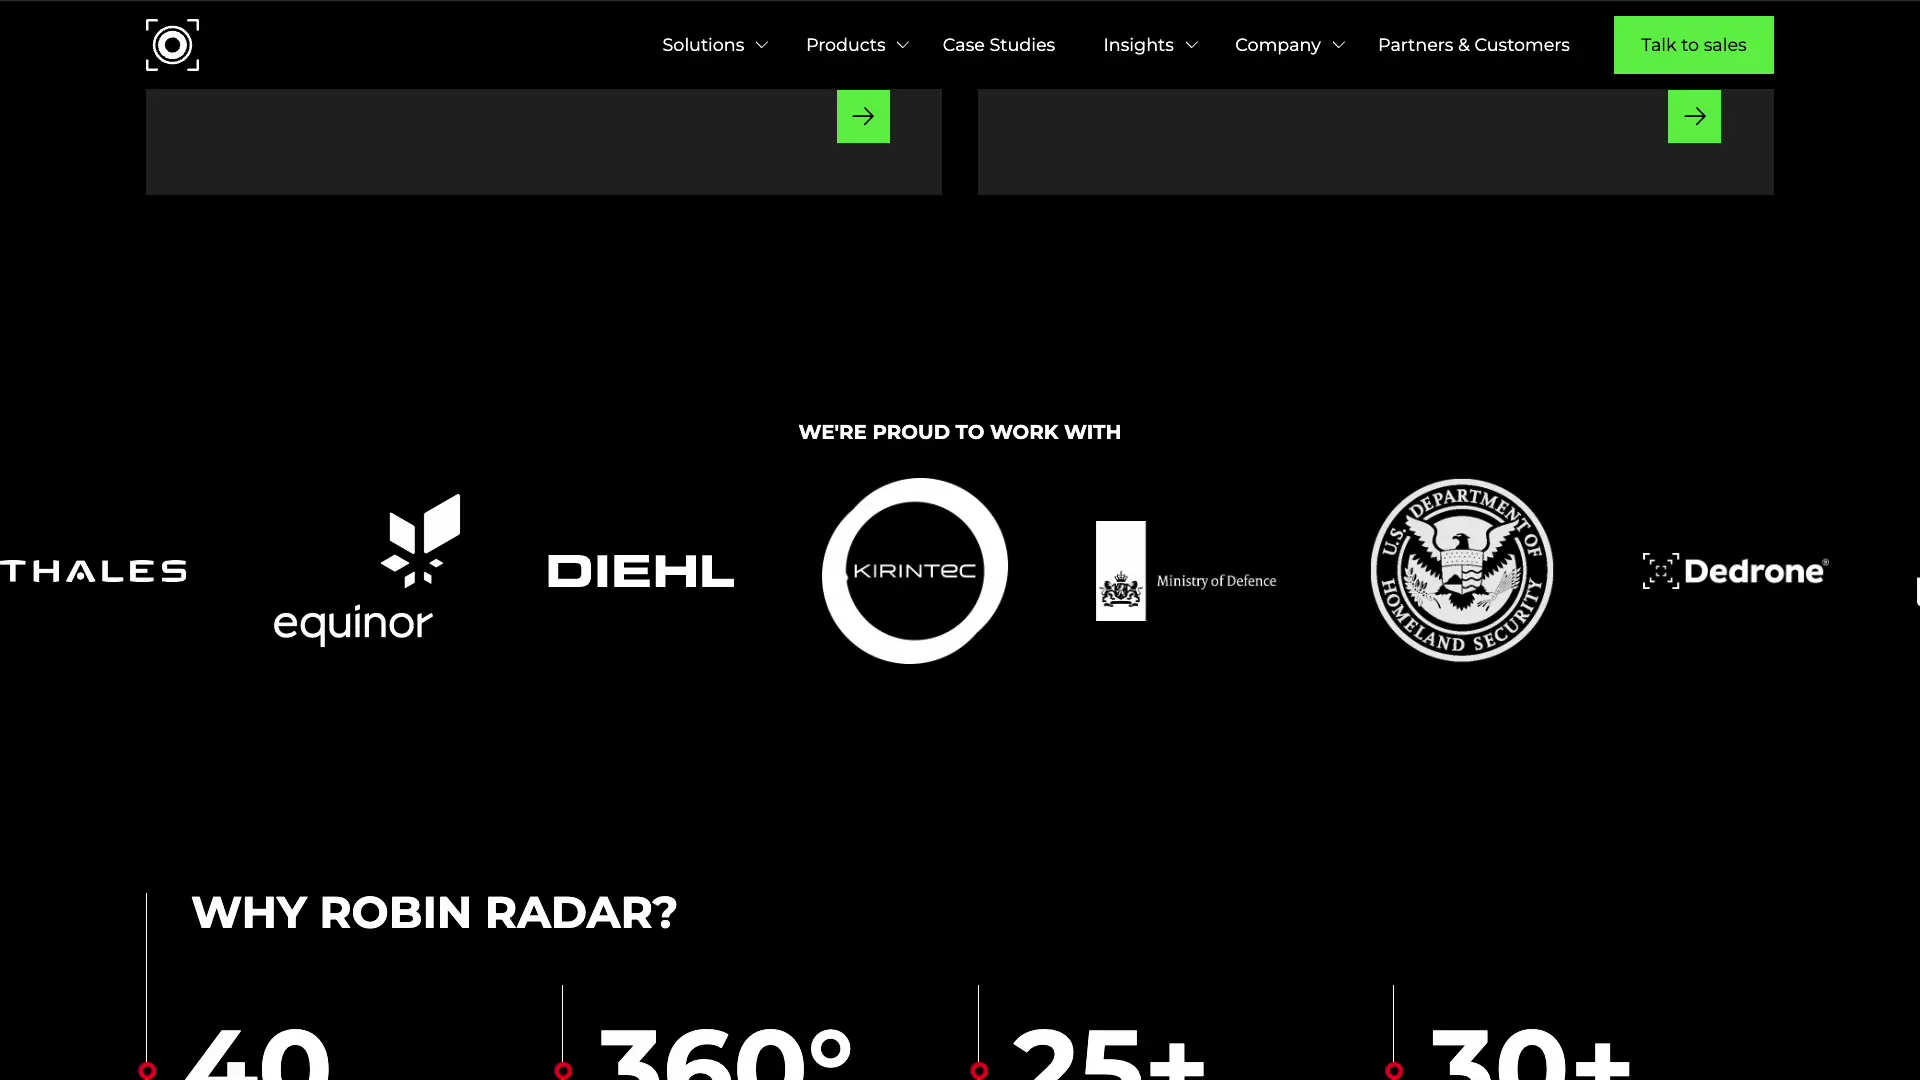 Solutions
Products
Case Studies
Insights
Company
Partners & Customers
Talk to sales
WE'RE PROUD TO WORK WITH
THALES
equinor
DIEHL
KIRINTEC
Ministry of Defence
U.S. DEPARTMENT OF HOMELAND SECURITY
Dedrone®
WHY ROBIN RADAR?
40
360°
25+
30+